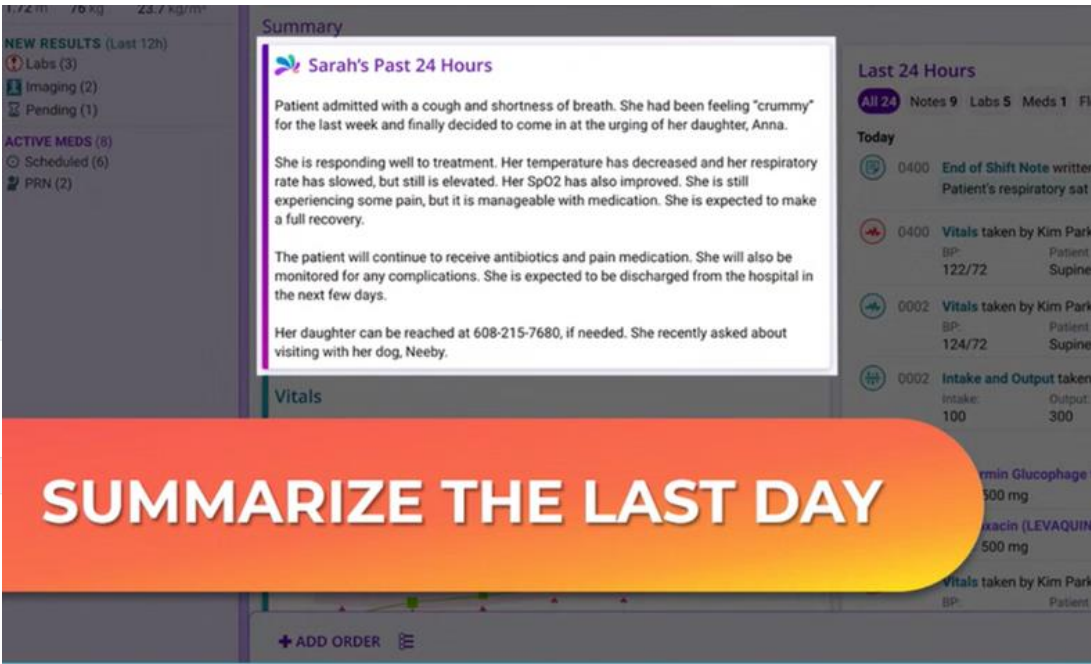 1.72 m 76 kg 23.7 kg/m²
NEW RESULTS (Last 12h)
Labs (3)
Imaging (2)
Pending (1)
ACTIVE MEDS (8)
Scheduled (6)
PRN (2)
Summary
Sarah's Past 24 Hours
Patient admitted with a cough and shortness of breath. She had been feeling "crummy"
for the last week and finally decided to come in at the urging of her daughter, Anna.
She is responding well to treatment. Her temperature has decreased and her respiratory
rate has slowed, but still is elevated. Her SpO2 has also improved. She is still
experiencing some pain, but it is manageable with medication. She is expected to make
a full recovery.
The patient will continue to receive antibiotics and pain medication. She will also be
monitored for any complications. She is expected to be discharged from the hospital in
the next few days.
Her daughter can be reached at 608-215-7680, if needed. She recently asked about
visiting with her dog, Neeby.
Vitals
Last 24 Hours
All 24 Notes 9 Labs 5 Meds 1 Fl
Today
0400 End of Shift Note written
Patient's respiratory sat
0400 Vitals taken by Kim Park
BP: Patient
122/72 Supine
0002 Vitals taken by Kim Park
BP: Patient
124/72 Supine
0002 Intake and Output taken
Intake: Output:
100 300
rmin Glucophage
500 mg
xacin (LEVAQUIN
500 mg
Vitals taken by Kim Park
BP: Patient
SUMMARIZE THE LAST DAY
+ ADD ORDER